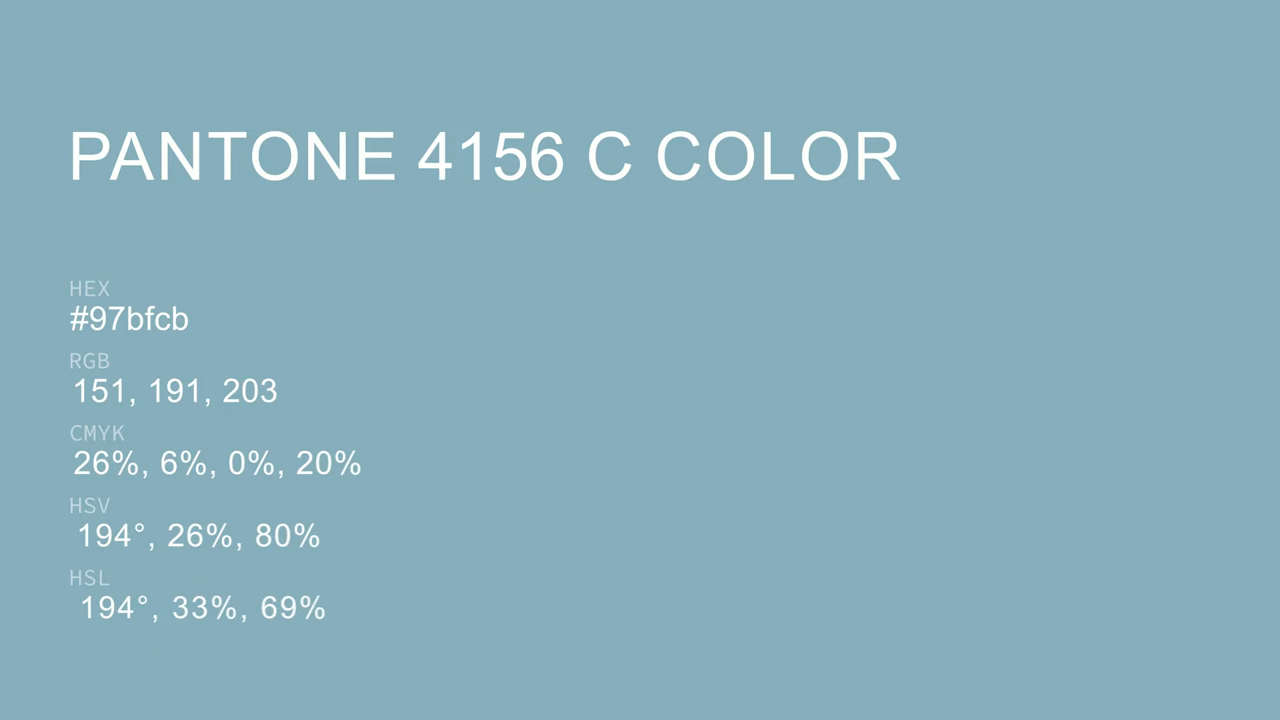 PANTONE 4156 C COLOR
HEX
#97bfcb
RGB
151, 191, 203
CMYK
26%, 6%, 0%, 20%
HSV
194°, 26%, 80%
HSL
194°, 33%, 69%